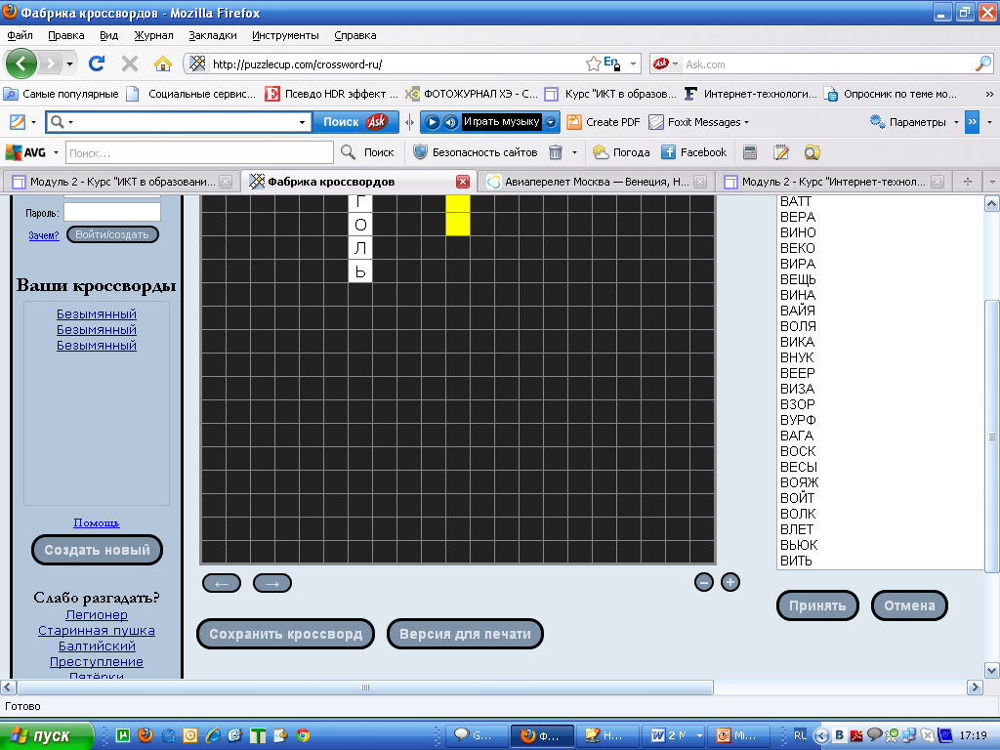 Фабрика кроссвордов - Mozilla Firefox
Файл Правка Вид Журнал Закладки Инструменты Справка
http://puzzlecup.com/crossword-ru/ En Ask Ask.com
Самые популярные Социальные сервис... Псевдо HDR эффект ... ФОТОЖУРНАЛ ХЭ - С... Курс "ИКТ в образов... Интернет-технологи... Опросник по теме мо... »
Поиск Ask Играть музыку Create PDF Foxit Messages Параметры »
AVG Поиск... Поиск Безопасность сайтов Погода Facebook
Модуль 2 - Курс "ИКТ в образовани... Фабрика кроссвордов Авиаперелет Москва — Венеция, Н... Модуль 2 - Курс "Интернет-технол...
Пароль:
Зачем? Войти/создать
Ваши кроссворды
Безымянный
Безымянный
Безымянный
Помощь
Создать новый
Слабо разгадать?
Легионер
Старинная пушка
Балтийский
Преступление
Пятёрки
Г
О
Л
Ь
← →
− +
Сохранить кроссворд Версия для печати
ВАТТ
ВЕРА
ВИНО
ВЕКО
ВИРА
ВЕЩЬ
ВИНА
ВАЙЯ
ВОЛЯ
ВИКА
ВНУК
ВЕЕР
ВИЗА
ВЗОР
ВУРФ
ВАГА
ВОСК
ВЕСЫ
ВОЯЖ
ВОЙТ
ВОЛК
ВЛЕТ
ВЬЮК
ВИТЬ
Принять Отмена
Готово
пуск G... Ф... Н... 2 М Mi... RL 17:19